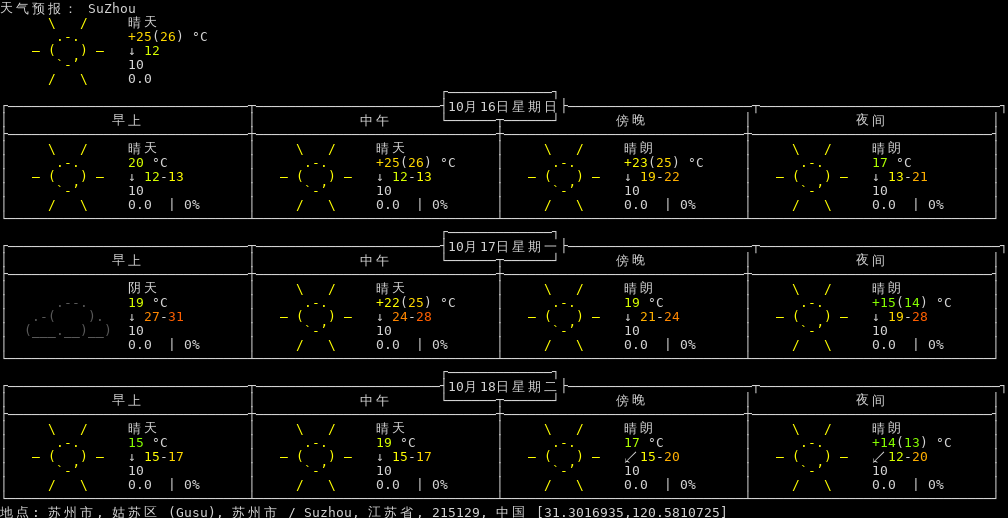 天气预报: SuZhou
晴天
+25(26) °C
↓ 12
10
0.0
10月16日星期日
早上 中午 傍晚 夜间
晴天 晴天 晴朗 晴朗
20 °C +25(26) °C +23(25) °C 17 °C
↓ 12-13 ↓ 12-13 ↓ 19-22 ↓ 13-21
10 10 10 10
0.0 | 0% 0.0 | 0% 0.0 | 0% 0.0 | 0%
10月17日星期一
早上 中午 傍晚 夜间
阴天 晴天 晴朗 晴朗
19 °C +22(25) °C 19 °C +15(14) °C
↓ 27-31 ↓ 24-28 ↓ 21-24 ↓ 19-28
10 10 10 10
0.0 | 0% 0.0 | 0% 0.0 | 0% 0.0 | 0%
10月18日星期二
早上 中午 傍晚 夜间
晴天 晴天 晴朗 晴朗
15 °C 19 °C 17 °C +14(13) °C
↓ 15-17 ↓ 15-17 ↙ 15-20 ↙ 12-20
10 10 10 10
0.0 | 0% 0.0 | 0% 0.0 | 0% 0.0 | 0%
地点: 苏州市, 姑苏区 (Gusu), 苏州市 / Suzhou, 江苏省, 215129, 中国 [31.3016935,120.5810725]